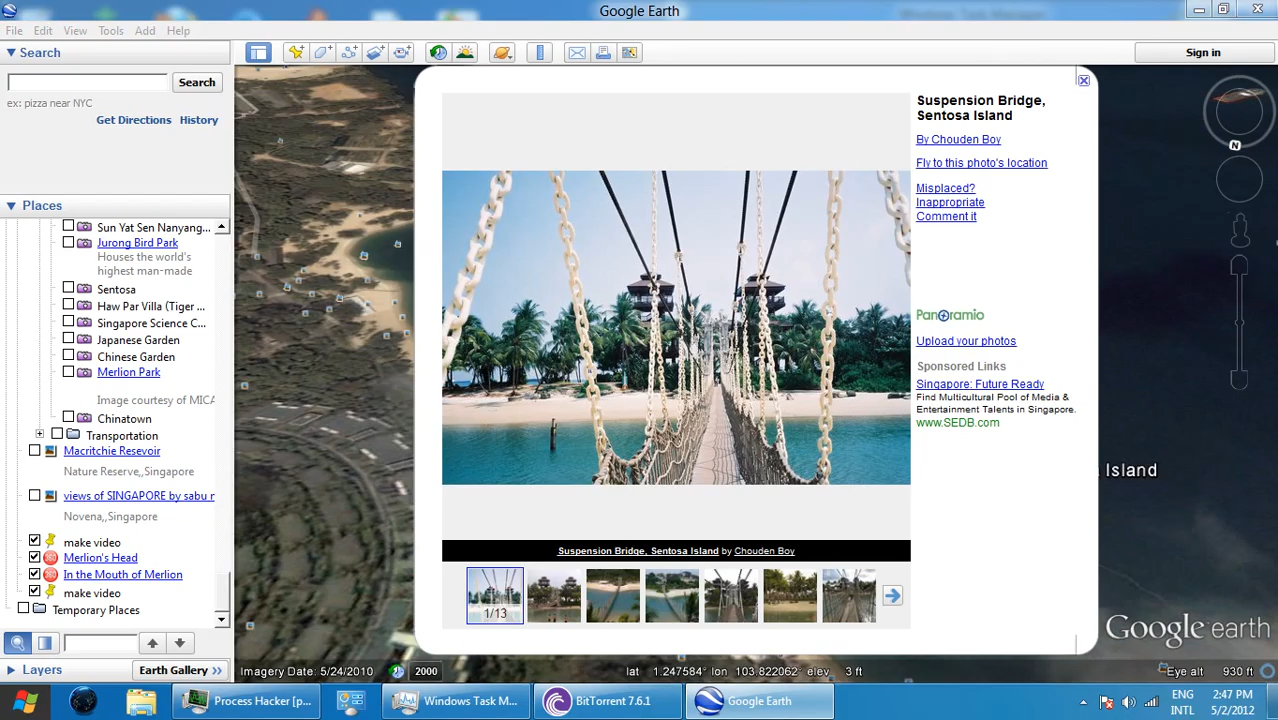 Google Earth
File Edit View Tools Add Help
Search
Sign in
Search
ex: pizza near NYC
Get Directions History
Places
Sun Yat Sen Nanyang...
Jurong Bird Park
Houses the world's
highest man-made
Sentosa
Haw Par Villa (Tiger ...
Singapore Science C...
Japanese Garden
Chinese Garden
Merlion Park
Image courtesy of MICA
Chinatown
Transportation
Macritchie Resevoir
Nature Reserve,,Singapore
views of SINGAPORE by sabu
Novena,,Singapore
make video
Merlion's Head
In the Mouth of Merlion
make video
Temporary Places
Layers
Earth Gallery >>
Suspension Bridge,
Sentosa Island
By Chouden Boy
Fly to this photo's location
Misplaced?
Inappropriate
Comment it
Panoramio
Upload your photos
Sponsored Links
Singapore: Future Ready
Find Multicultural Pool of Media &
Entertainment Talents in Singapore.
www.SEDB.com
Suspension Bridge, Sentosa Island by Chouden Boy
1/13
N
Island
Google earth
Imagery Date: 5/24/2010 2000 lat 1.247584° lon 103.822062° elev 3 ft Eye alt 930 ft
Process Hacker [p...
Windows Task M...
BitTorrent 7.6.1
Google Earth
ENG
INTL
2:47 PM
5/2/2012